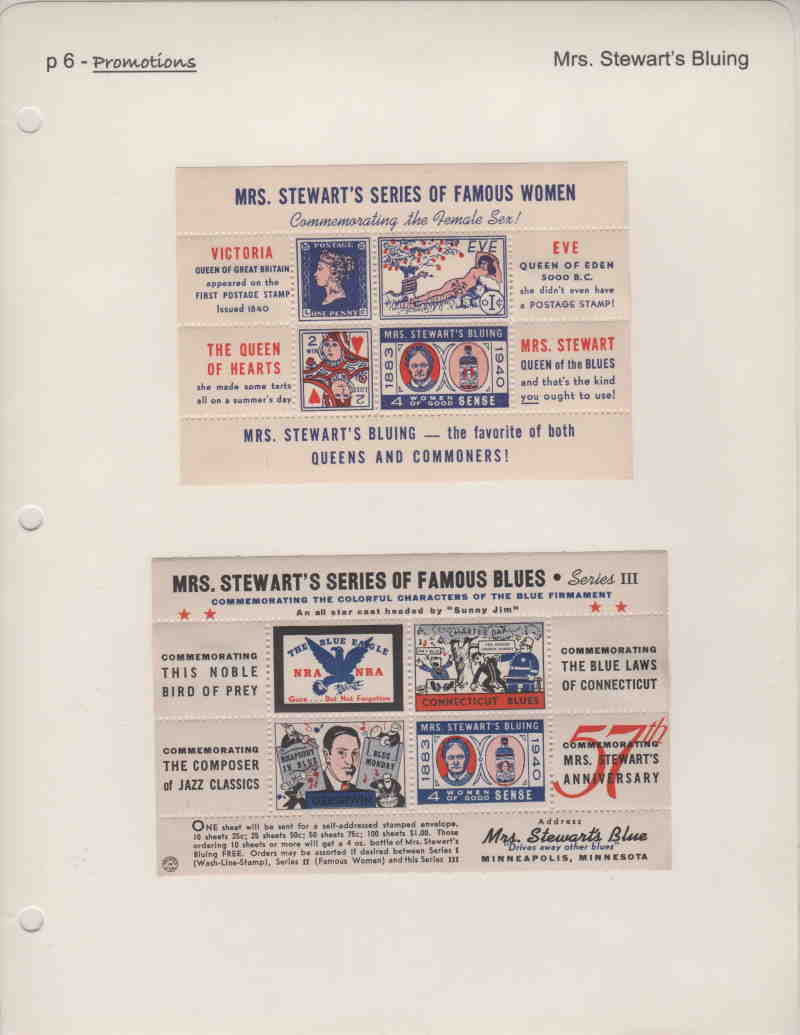 p 6 - Promotions
Mrs. Stewart's Bluing
MRS. STEWART'S SERIES OF FAMOUS WOMEN
Commemorating the Female Sex!
VICTORIA
QUEEN OF GREAT BRITAIN
appeared on the
FIRST POSTAGE STAMP
Issued 1840
POSTAGE
ONE PENNY
EVE
1¢
EVE
QUEEN OF EDEN
5000 B.C.
she didn't even have
a POSTAGE STAMP!
THE QUEEN
OF HEARTS
she made some tarts
all on a summer's day
2
WIN
LOSE
2
MRS. STEWART'S BLUING
1883
1940
4 WOMEN OF GOOD SENSE
MRS. STEWART
QUEEN of the BLUES
and that's the kind
you ought to use!
MRS. STEWART'S BLUING — the favorite of both
QUEENS AND COMMONERS!
MRS. STEWART'S SERIES OF FAMOUS BLUES • Series III
COMMEMORATING THE COLORFUL CHARACTERS OF THE BLUE FIRMAMENT
An all star cast headed by "Sunny Jim"
COMMEMORATING
THIS NOBLE
BIRD OF PREY
THE BLUE EAGLE
NRA NRA
Gone . . . But Not Forgotten
CHARTER OAK
CONNECTICUT BLUES
COMMEMORATING
THE BLUE LAWS
OF CONNECTICUT
COMMEMORATING
THE COMPOSER
of JAZZ CLASSICS
RHAPSODY
IN BLUE
BLUE
MONDAY
GERSHWIN
MRS. STEWART'S BLUING
1883
1940
4 WOMEN OF GOOD SENSE
57th
COMMEMORATING
MRS. STEWART'S
ANNIVERSARY
ONE sheet will be sent for a self-addressed stamped envelope.
10 sheets 25c; 25 sheets 50c; 50 sheets 75c; 100 sheets $1.00. Those
ordering 10 sheets or more will get a 4 oz. bottle of Mrs. Stewart's
Bluing FREE. Orders may be assorted if desired between Series I
(Wash-Line-Stamp), Series II (Famous Women) and this Series III
Address
Mrs. Stewart's Blue
"Drives away other blues"
MINNEAPOLIS, MINNESOTA